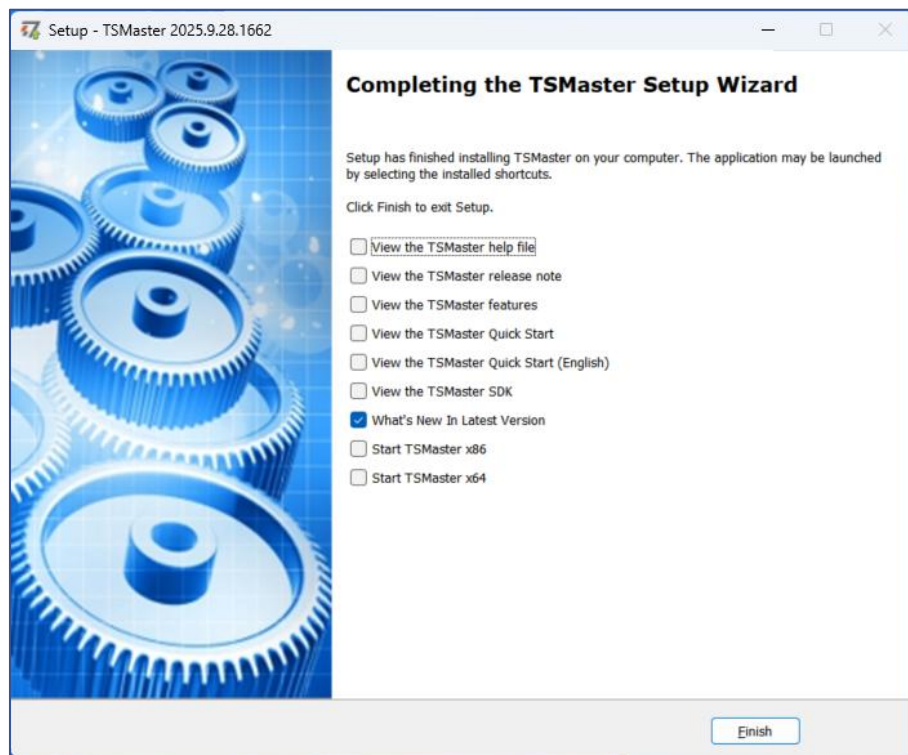 Setup - TSMaster 2025.9.28.1662
Completing the TSMaster Setup Wizard
Setup has finished installing TSMaster on your computer. The application may be launched
by selecting the installed shortcuts.
Click Finish to exit Setup.
View the TSMaster help file
View the TSMaster release note
View the TSMaster features
View the TSMaster Quick Start
View the TSMaster Quick Start (English)
View the TSMaster SDK
What's New In Latest Version
Start TSMaster x86
Start TSMaster x64
Finish